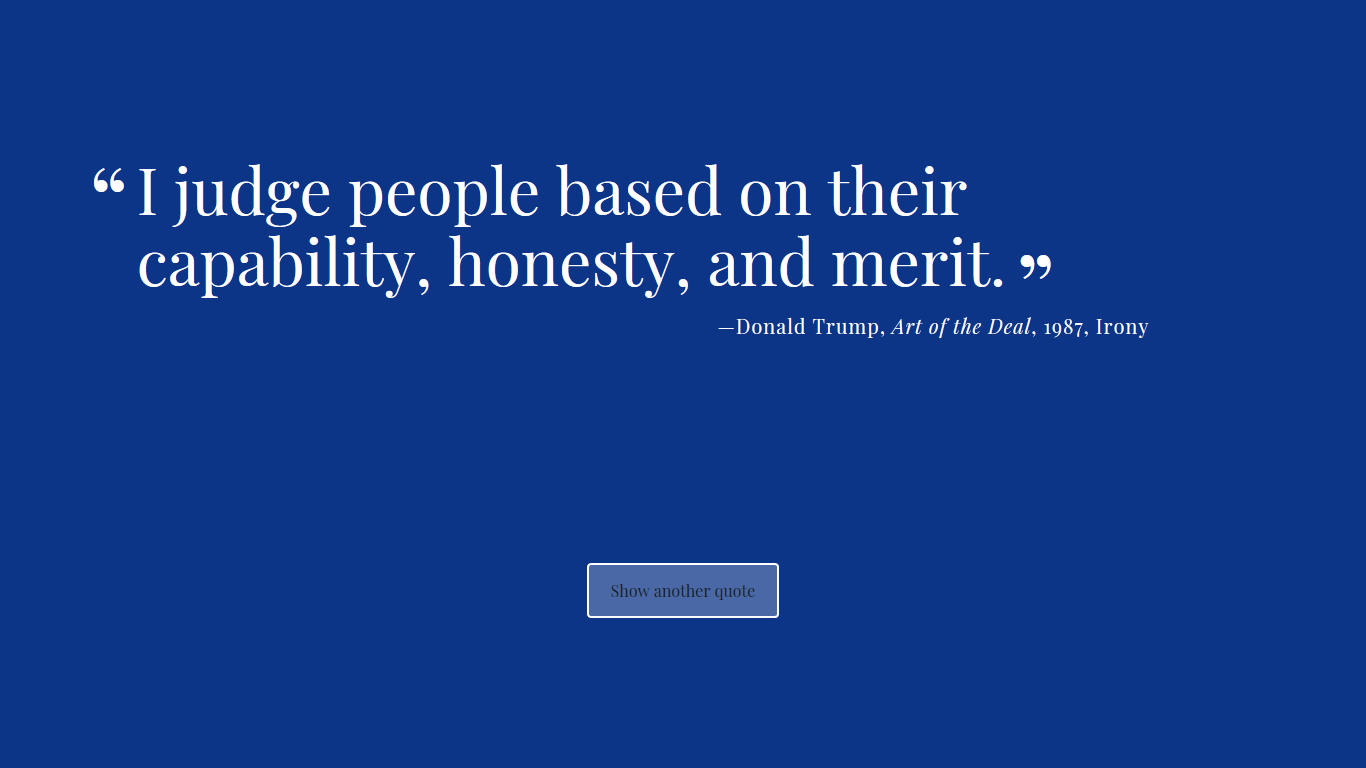 “ I judge people based on their
capability, honesty, and merit. ”
—Donald Trump, Art of the Deal, 1987, Irony
Show another quote